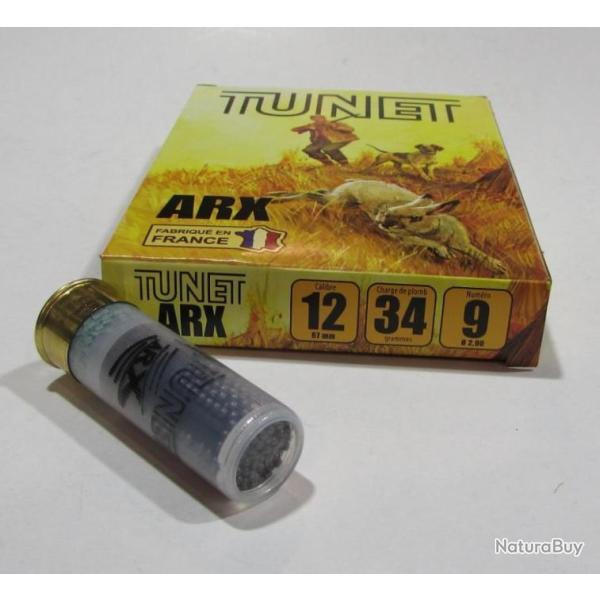 TUNET
ARX
FABRIQUÉ EN
FRANCE
TUNET
ARX
Calibre
12
67 mm
Charge de plomb
34
grammes
Numéro
9
Ø 2,00
ARX
TUNET
NaturaBuy